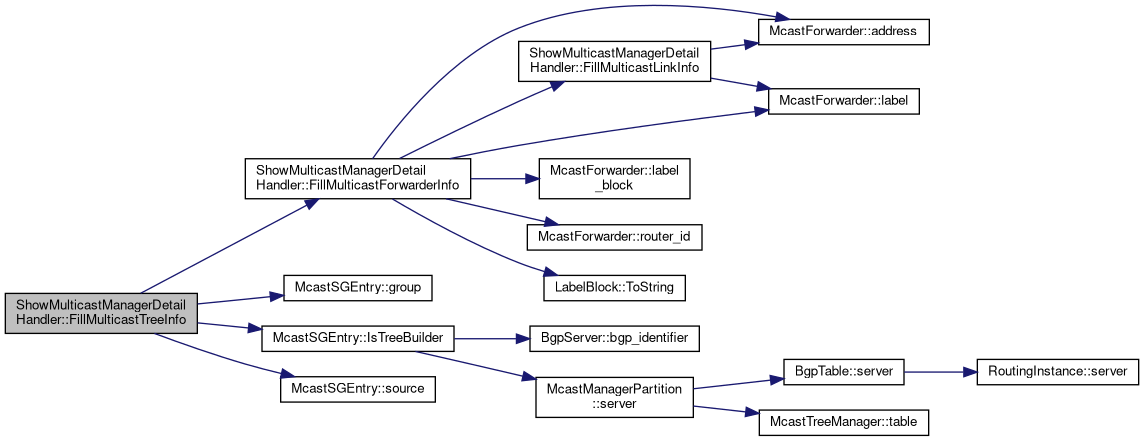 ShowMulticastManagerDetail
Handler::FillMulticastTreeInfo
ShowMulticastManagerDetail
Handler::FillMulticastForwarderInfo
McastSGEntry::group
McastSGEntry::IsTreeBuilder
McastSGEntry::source
ShowMulticastManagerDetail
Handler::FillMulticastLinkInfo
McastForwarder::label
_block
McastForwarder::router_id
LabelBlock::ToString
BgpServer::bgp_identifier
McastManagerPartition
::server
McastForwarder::address
McastForwarder::label
BgpTable::server
McastTreeManager::table
RoutingInstance::server